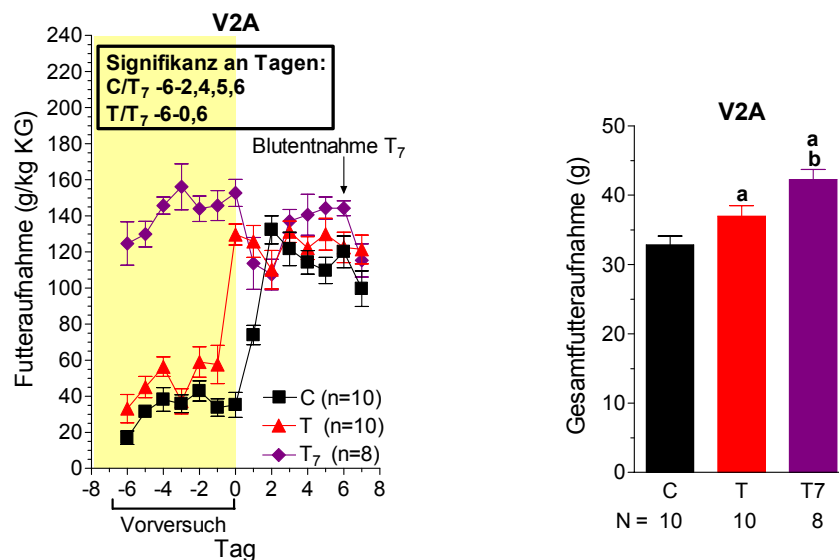 V2A
Futteraufnahme (g/kg KG)
240
220
200
180
160
140
120
100
80
60
40
20
0
Signifikanz an Tagen:
C/T₇ -6-2,4,5,6
T/T₇ -6-0,6
Blutentnahme T₇
C (n=10)
T (n=10)
T₇ (n=8)
-8 -6 -4 -2 0 2 4 6 8
Vorversuch
Tag
V2A
Gesamtfutteraufnahme (g)
50
40
30
20
10
0
a
a
b
C T T7
N = 10 10 8